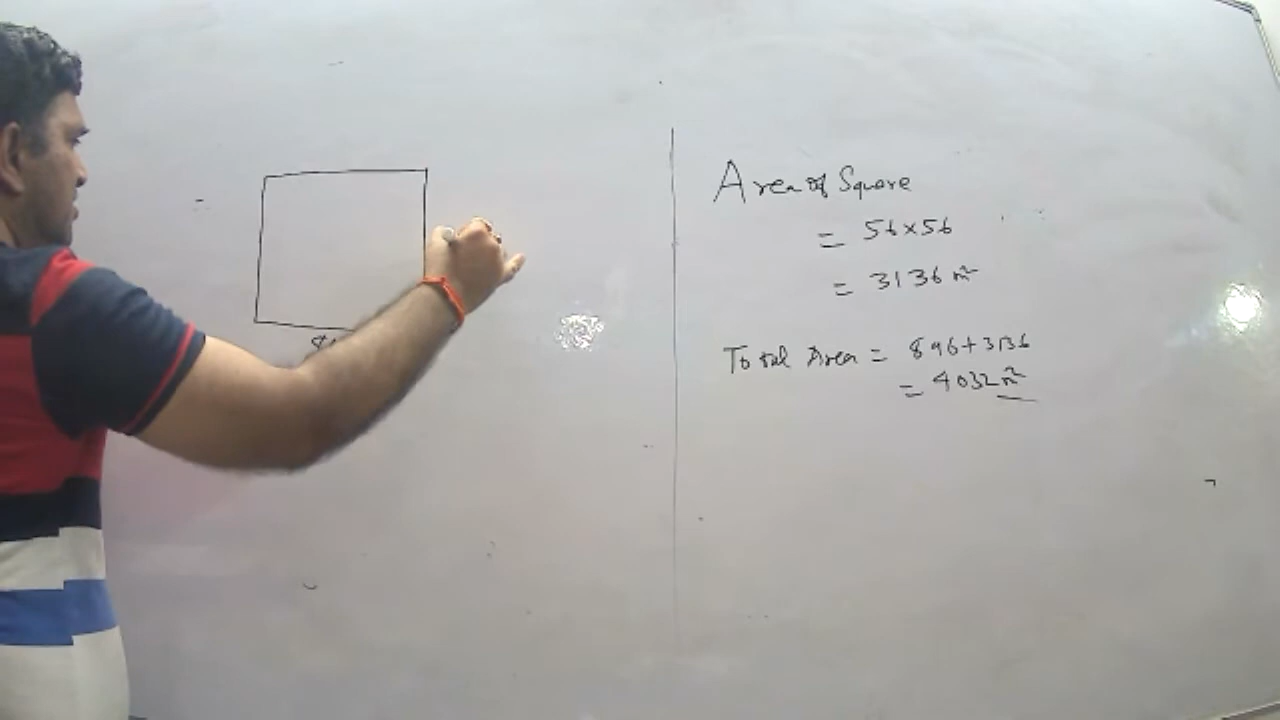 Area of Square
= 56×56
= 3136 m²
Total Area = 896+3136
= 4032 m²